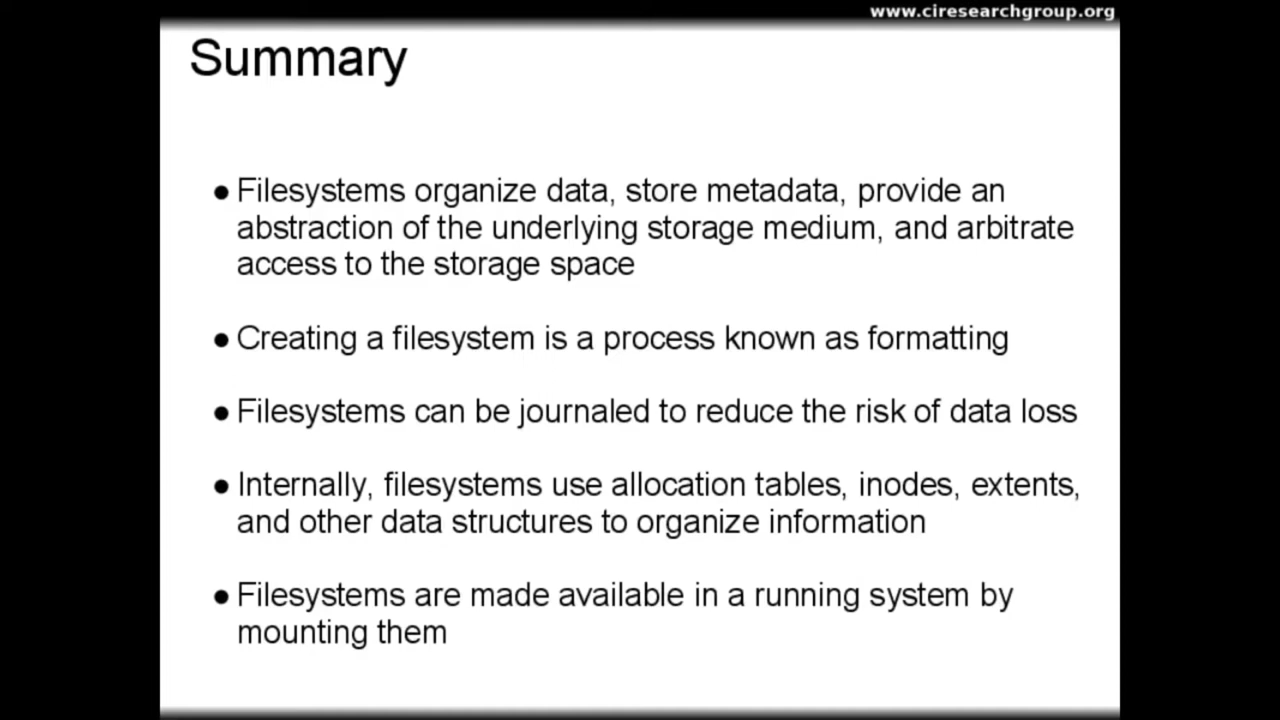 www.ciresearchgroup.org
Summary
● Filesystems organize data, store metadata, provide an
abstraction of the underlying storage medium, and arbitrate
access to the storage space
● Creating a filesystem is a process known as formatting
● Filesystems can be journaled to reduce the risk of data loss
● Internally, filesystems use allocation tables, inodes, extents,
and other data structures to organize information
● Filesystems are made available in a running system by
mounting them